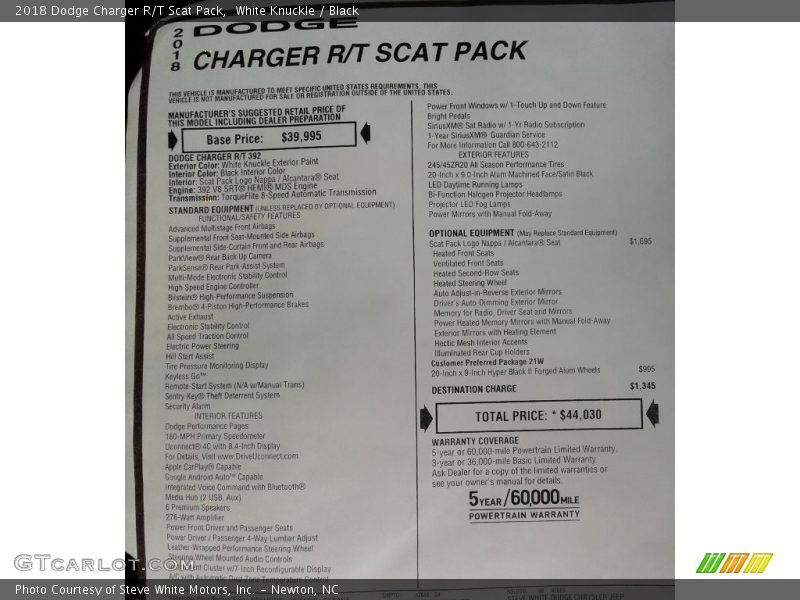 2018 Dodge Charger R/T Scat Pack,  White Knuckle / Black
2018
DODGE
CHARGER R/T SCAT PACK
THIS VEHICLE IS MANUFACTURED TO MEET SPECIFIC UNITED STATES REQUIREMENTS. THIS
VEHICLE IS NOT MANUFACTURED FOR SALE OR REGISTRATION OUTSIDE OF THE UNITED STATES.
MANUFACTURER'S SUGGESTED RETAIL PRICE OF
THIS MODEL INCLUDING DEALER PREPARATION
Base Price: $39,995
DODGE CHARGER R/T 392
Exterior Color: White Knuckle Exterior Paint
Interior Color: Black Interior Color
Interior: Scat Pack Logo Nappa / Alcantara® Seat
Engine: 392 V8 SRT® HEMI® MDS Engine
Transmission: TorqueFlite 8-Speed Automatic Transmission
STANDARD EQUIPMENT (UNLESS REPLACED BY OPTIONAL EQUIPMENT)
FUNCTIONAL/SAFETY FEATURES
Advanced Multistage Front Airbags
Supplemental Front Seat-Mounted Side Airbags
Supplemental Side-Curtain Front and Rear Airbags
ParkView® Rear Back Up Camera
ParkSense® Rear Park-Assist System
Multi-Mode Electronic Stability Control
High Speed Engine Controller
Bilstein® High-Performance Suspension
Brembo® 4-Piston High-Performance Brakes
Active Exhaust
Electronic Stability Control
All Speed Traction Control
Electric Power Steering
Hill Start Assist
Tire Pressure Monitoring Display
Keyless Go™
Remote-Start System (N/A w/Manual Trans)
Sentry Key® Theft Deterrent System
Security Alarm
INTERIOR FEATURES
Dodge Performance Pages
180-MPH Primary Speedometer
Uconnect® 4C with 8.4-Inch Display
For Details, Visit www.DriveUconnect.com
Apple CarPlay® Capable
Google Android Auto™ Capable
Integrated Voice Command with Bluetooth®
Media Hub (2 USB, Aux)
6 Premium Speakers
276-Watt Amplifier
Power Front Driver and Passenger Seats
Power Driver / Passenger 4-Way Lumbar Adjust
Leather-Wrapped Performance Steering Wheel
Steering Wheel Mounted Audio Controls
Cluster w/7-Inch Reconfigurable Display
A/C with Automatic Dual Zone Temperature Control
Power Front Windows w/ 1-Touch Up and Down Feature
Bright Pedals
SiriusXM® Sat Radio w/ 1-Yr Radio Subscription
1-Year SiriusXM® Guardian Service
For More Information Call 800-643-2112
EXTERIOR FEATURES
245/45ZR20 All Season Performance Tires
20-Inch x 9.0-Inch Alum Machined Face/Satin Black
LED Daytime Running Lamps
Bi-Function Halogen Projector Headlamps
Projector LED Fog Lamps
Power Mirrors with Manual Fold-Away
OPTIONAL EQUIPMENT (May Replace Standard Equipment)
Scat Pack Logo Nappa / Alcantara® Seat $1,695
Heated Front Seats
Ventilated Front Seats
Heated Second-Row Seats
Heated Steering Wheel
Auto Adjust-in-Reverse Exterior Mirrors
Driver's Auto-Dimming Exterior Mirror
Memory for Radio, Driver Seat and Mirrors
Power Heated Memory Mirrors with Manual Fold-Away
Exterior Mirrors with Heating Element
Hectic Mesh Interior Accents
Illuminated Rear Cup Holders
Customer Preferred Package 21W
20-Inch x 9-Inch Hyper Black II Forged Alum Wheels $995
DESTINATION CHARGE $1,345
TOTAL PRICE: * $44,030
WARRANTY COVERAGE
5-year or 60,000-mile Powertrain Limited Warranty.
3-year or 36,000-mile Basic Limited Warranty.
Ask Dealer for a copy of the limited warranties or
see your owner's manual for details.
5 YEAR / 60,000 MILE
POWERTRAIN WARRANTY
GTCarLot.com
Photo Courtesy of Steve White Motors, Inc. - Newton, NC